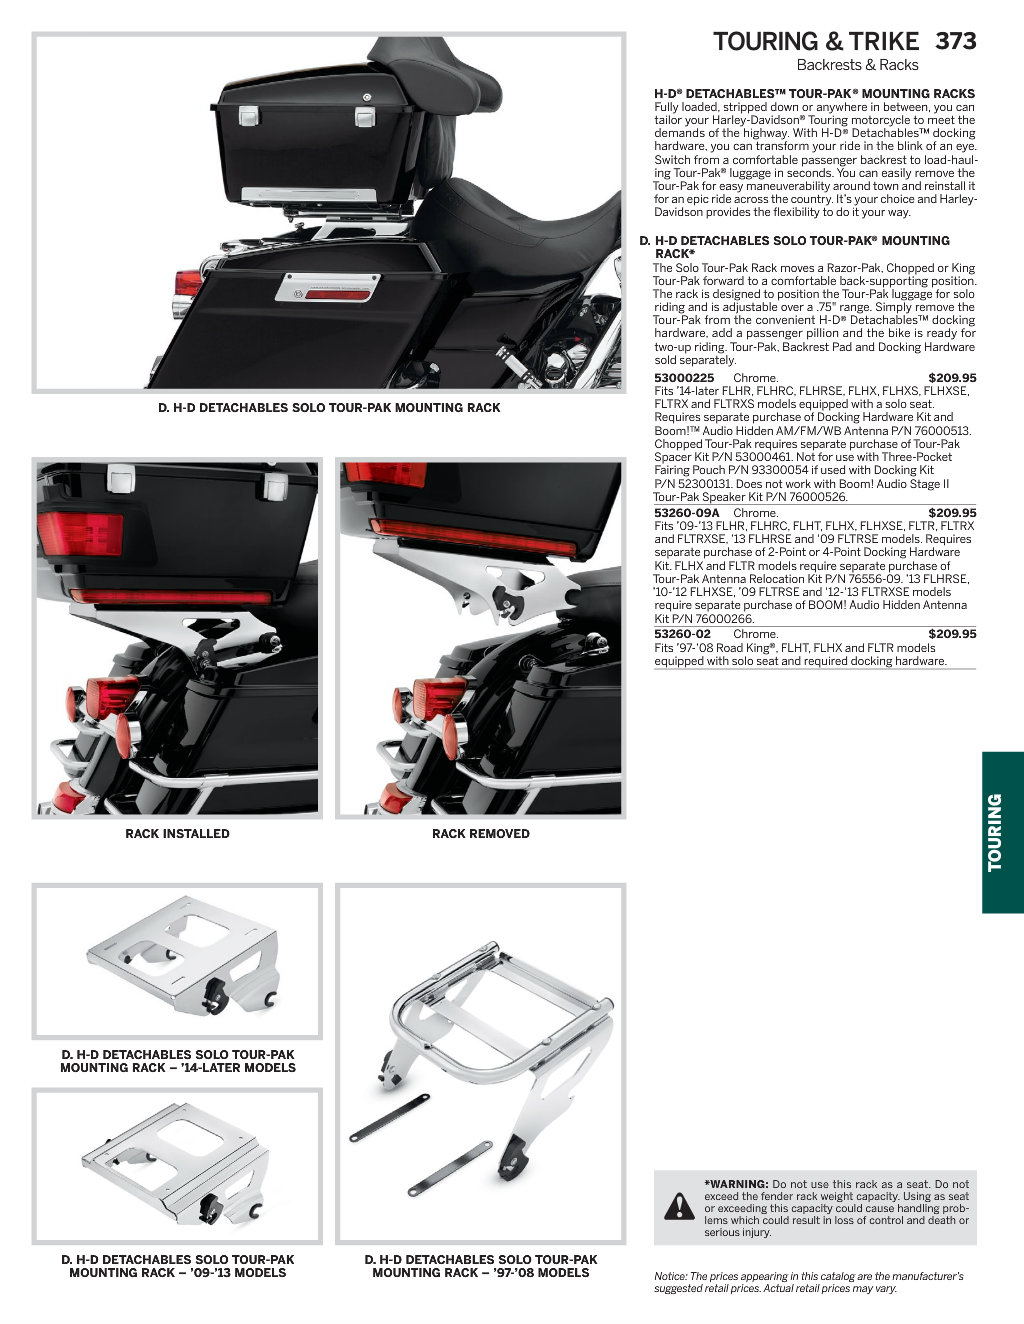 TOURING & TRIKE 373
Backrests & Racks
H-D® DETACHABLES™ TOUR-PAK® MOUNTING RACKS
Fully loaded, stripped down or anywhere in between, you can
tailor your Harley-Davidson® Touring motorcycle to meet the
demands of the highway. With H-D® Detachables™ docking
hardware, you can transform your ride in the blink of an eye.
Switch from a comfortable passenger backrest to load-haul-
ing Tour-Pak® luggage in seconds. You can easily remove the
Tour-Pak for easy maneuverability around town and reinstall it
for an epic ride across the country. It's your choice and Harley-
Davidson provides the flexibility to do it your way.
D. H-D DETACHABLES SOLO TOUR-PAK® MOUNTING
RACK*
The Solo Tour-Pak Rack moves a Razor-Pak, Chopped or King
Tour-Pak forward to a comfortable back-supporting position.
The rack is designed to position the Tour-Pak luggage for solo
riding and is adjustable over a .75" range. Simply remove the
Tour-Pak from the convenient H-D® Detachables™ docking
hardware, add a passenger pillion and the bike is ready for
two-up riding. Tour-Pak, Backrest Pad and Docking Hardware
sold separately.
53000225 Chrome. $209.95
Fits '14-later FLHR, FLHRC, FLHRSE, FLHX, FLHXS, FLHXSE,
FLTRX and FLTRXS models equipped with a solo seat.
Requires separate purchase of Docking Hardware Kit and
Boom!™ Audio Hidden AM/FM/WB Antenna P/N 76000513.
Chopped Tour-Pak requires separate purchase of Tour-Pak
Spacer Kit P/N 53000461. Not for use with Three-Pocket
Fairing Pouch P/N 93300054 if used with Docking Kit
P/N 52300131. Does not work with Boom! Audio Stage II
Tour-Pak Speaker Kit P/N 76000526.
53260-09A Chrome. $209.95
Fits '09-'13 FLHR, FLHRC, FLHT, FLHX, FLHXSE, FLTR, FLTRX
and FLTRXSE, '13 FLHRSE and '09 FLTRSE models. Requires
separate purchase of 2-Point or 4-Point Docking Hardware
Kit. FLHX and FLTR models require separate purchase of
Tour-Pak Antenna Relocation Kit P/N 76556-09. '13 FLHRSE,
'10-'12 FLHXSE, '09 FLTRSE and '12-'13 FLTRXSE models
require separate purchase of BOOM! Audio Hidden Antenna
Kit P/N 76000266.
53260-02 Chrome. $209.95
Fits '97-'08 Road King®, FLHT, FLHX and FLTR models
equipped with solo seat and required docking hardware.
D. H-D DETACHABLES SOLO TOUR-PAK MOUNTING RACK
RACK INSTALLED
RACK REMOVED
D. H-D DETACHABLES SOLO TOUR-PAK
MOUNTING RACK – '14-LATER MODELS
D. H-D DETACHABLES SOLO TOUR-PAK
MOUNTING RACK – '09-'13 MODELS
D. H-D DETACHABLES SOLO TOUR-PAK
MOUNTING RACK – '97-'08 MODELS
TOURING
*WARNING: Do not use this rack as a seat. Do not
exceed the fender rack weight capacity. Using as seat
or exceeding this capacity could cause handling prob-
lems which could result in loss of control and death or
serious injury.
Notice: The prices appearing in this catalog are the manufacturer's
suggested retail prices. Actual retail prices may vary.